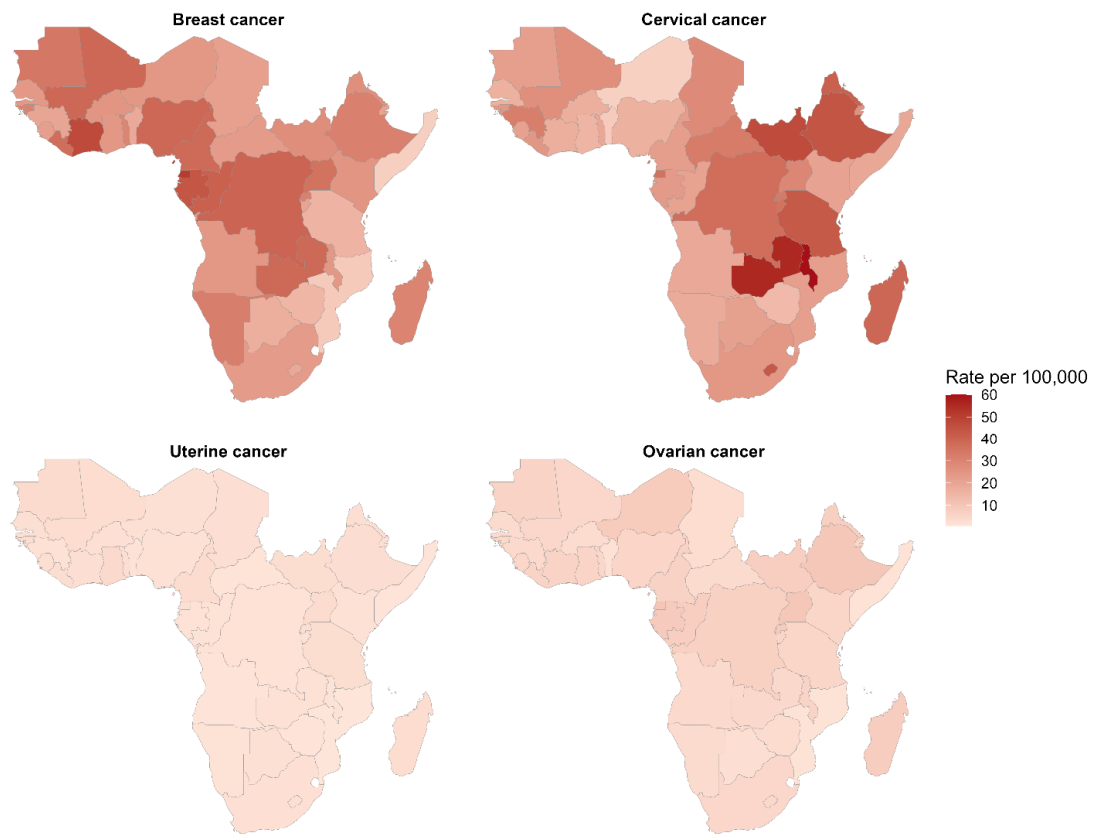 Breast cancer
Cervical cancer
Rate per 100,000
60
50
40
30
20
10
Uterine cancer
Ovarian cancer